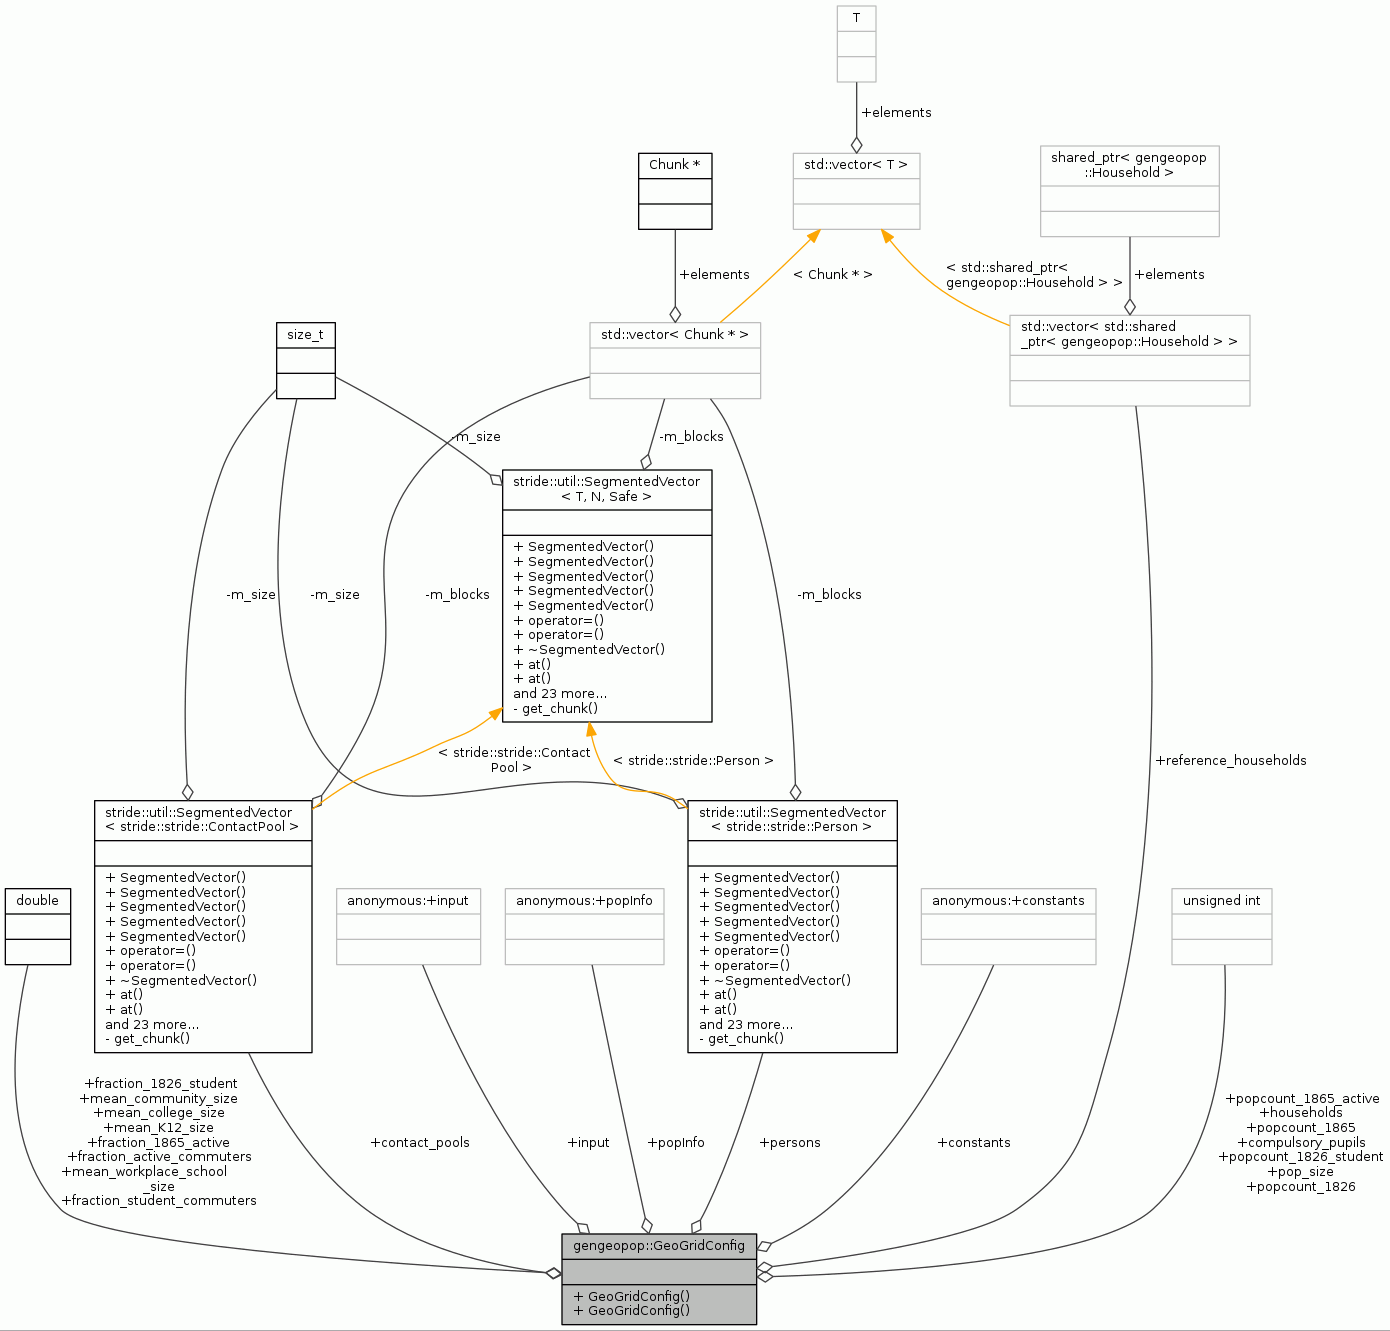 T
+elements
Chunk *
std::vector< T >
shared_ptr< gengeopop
::Household >
+elements
< Chunk * >
< std::shared_ptr<
gengeopop::Household > >
+elements
size_t
std::vector< Chunk * >
std::vector< std::shared
_ptr< gengeopop::Household > >
-m_size
-m_blocks
stride::util::SegmentedVector
< T, N, Safe >
+ SegmentedVector()
+ SegmentedVector()
+ SegmentedVector()
+ SegmentedVector()
+ SegmentedVector()
+ operator=()
+ operator=()
+ ~SegmentedVector()
+ at()
+ at()
and 23 more...
- get_chunk()
-m_size
-m_size
-m_blocks
-m_blocks
< stride::stride::Contact
Pool >
< stride::stride::Person >
+reference_households
stride::util::SegmentedVector
< stride::stride::ContactPool >
+ SegmentedVector()
+ SegmentedVector()
+ SegmentedVector()
+ SegmentedVector()
+ SegmentedVector()
+ operator=()
+ operator=()
+ ~SegmentedVector()
+ at()
+ at()
and 23 more...
- get_chunk()
stride::util::SegmentedVector
< stride::stride::Person >
+ SegmentedVector()
+ SegmentedVector()
+ SegmentedVector()
+ SegmentedVector()
+ SegmentedVector()
+ operator=()
+ operator=()
+ ~SegmentedVector()
+ at()
+ at()
and 23 more...
- get_chunk()
double
anonymous:+input
anonymous:+popInfo
anonymous:+constants
unsigned int
+fraction_1826_student
+mean_community_size
+mean_college_size
+mean_K12_size
+fraction_1865_active
+fraction_active_commuters
+mean_workplace_school
_size
+fraction_student_commuters
+contact_pools
+input
+popInfo
+persons
+constants
+popcount_1865_active
+households
+popcount_1865
+compulsory_pupils
+popcount_1826_student
+pop_size
+popcount_1826
gengeopop::GeoGridConfig
+ GeoGridConfig()
+ GeoGridConfig()